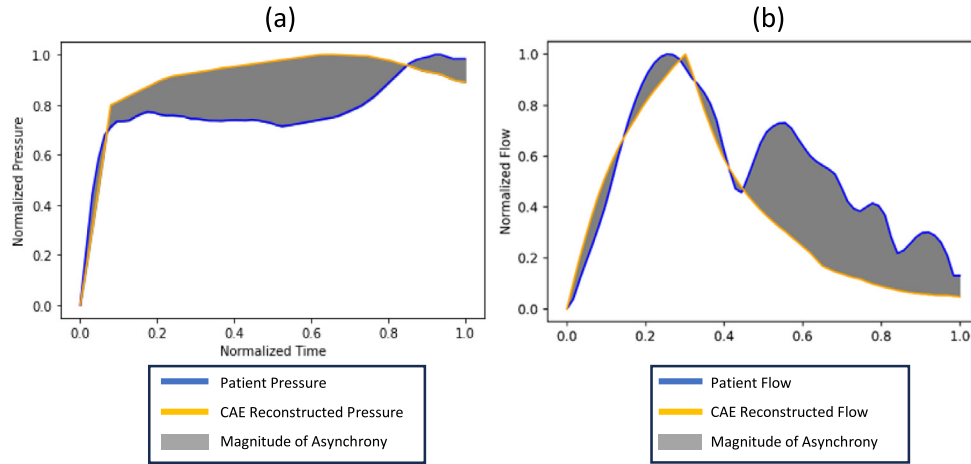 (a)
(b)
Normalized Pressure
1.0
0.8
0.6
0.4
0.2
0.0
0.0 0.2 0.4 0.6 0.8 1.0
Normalized Time
Normalized Flow
1.0
0.8
0.6
0.4
0.2
0.0
0.0 0.2 0.4 0.6 0.8 1.0
Patient Pressure
CAE Reconstructed Pressure
Magnitude of Asynchrony
Patient Flow
CAE Reconstructed Flow
Magnitude of Asynchrony